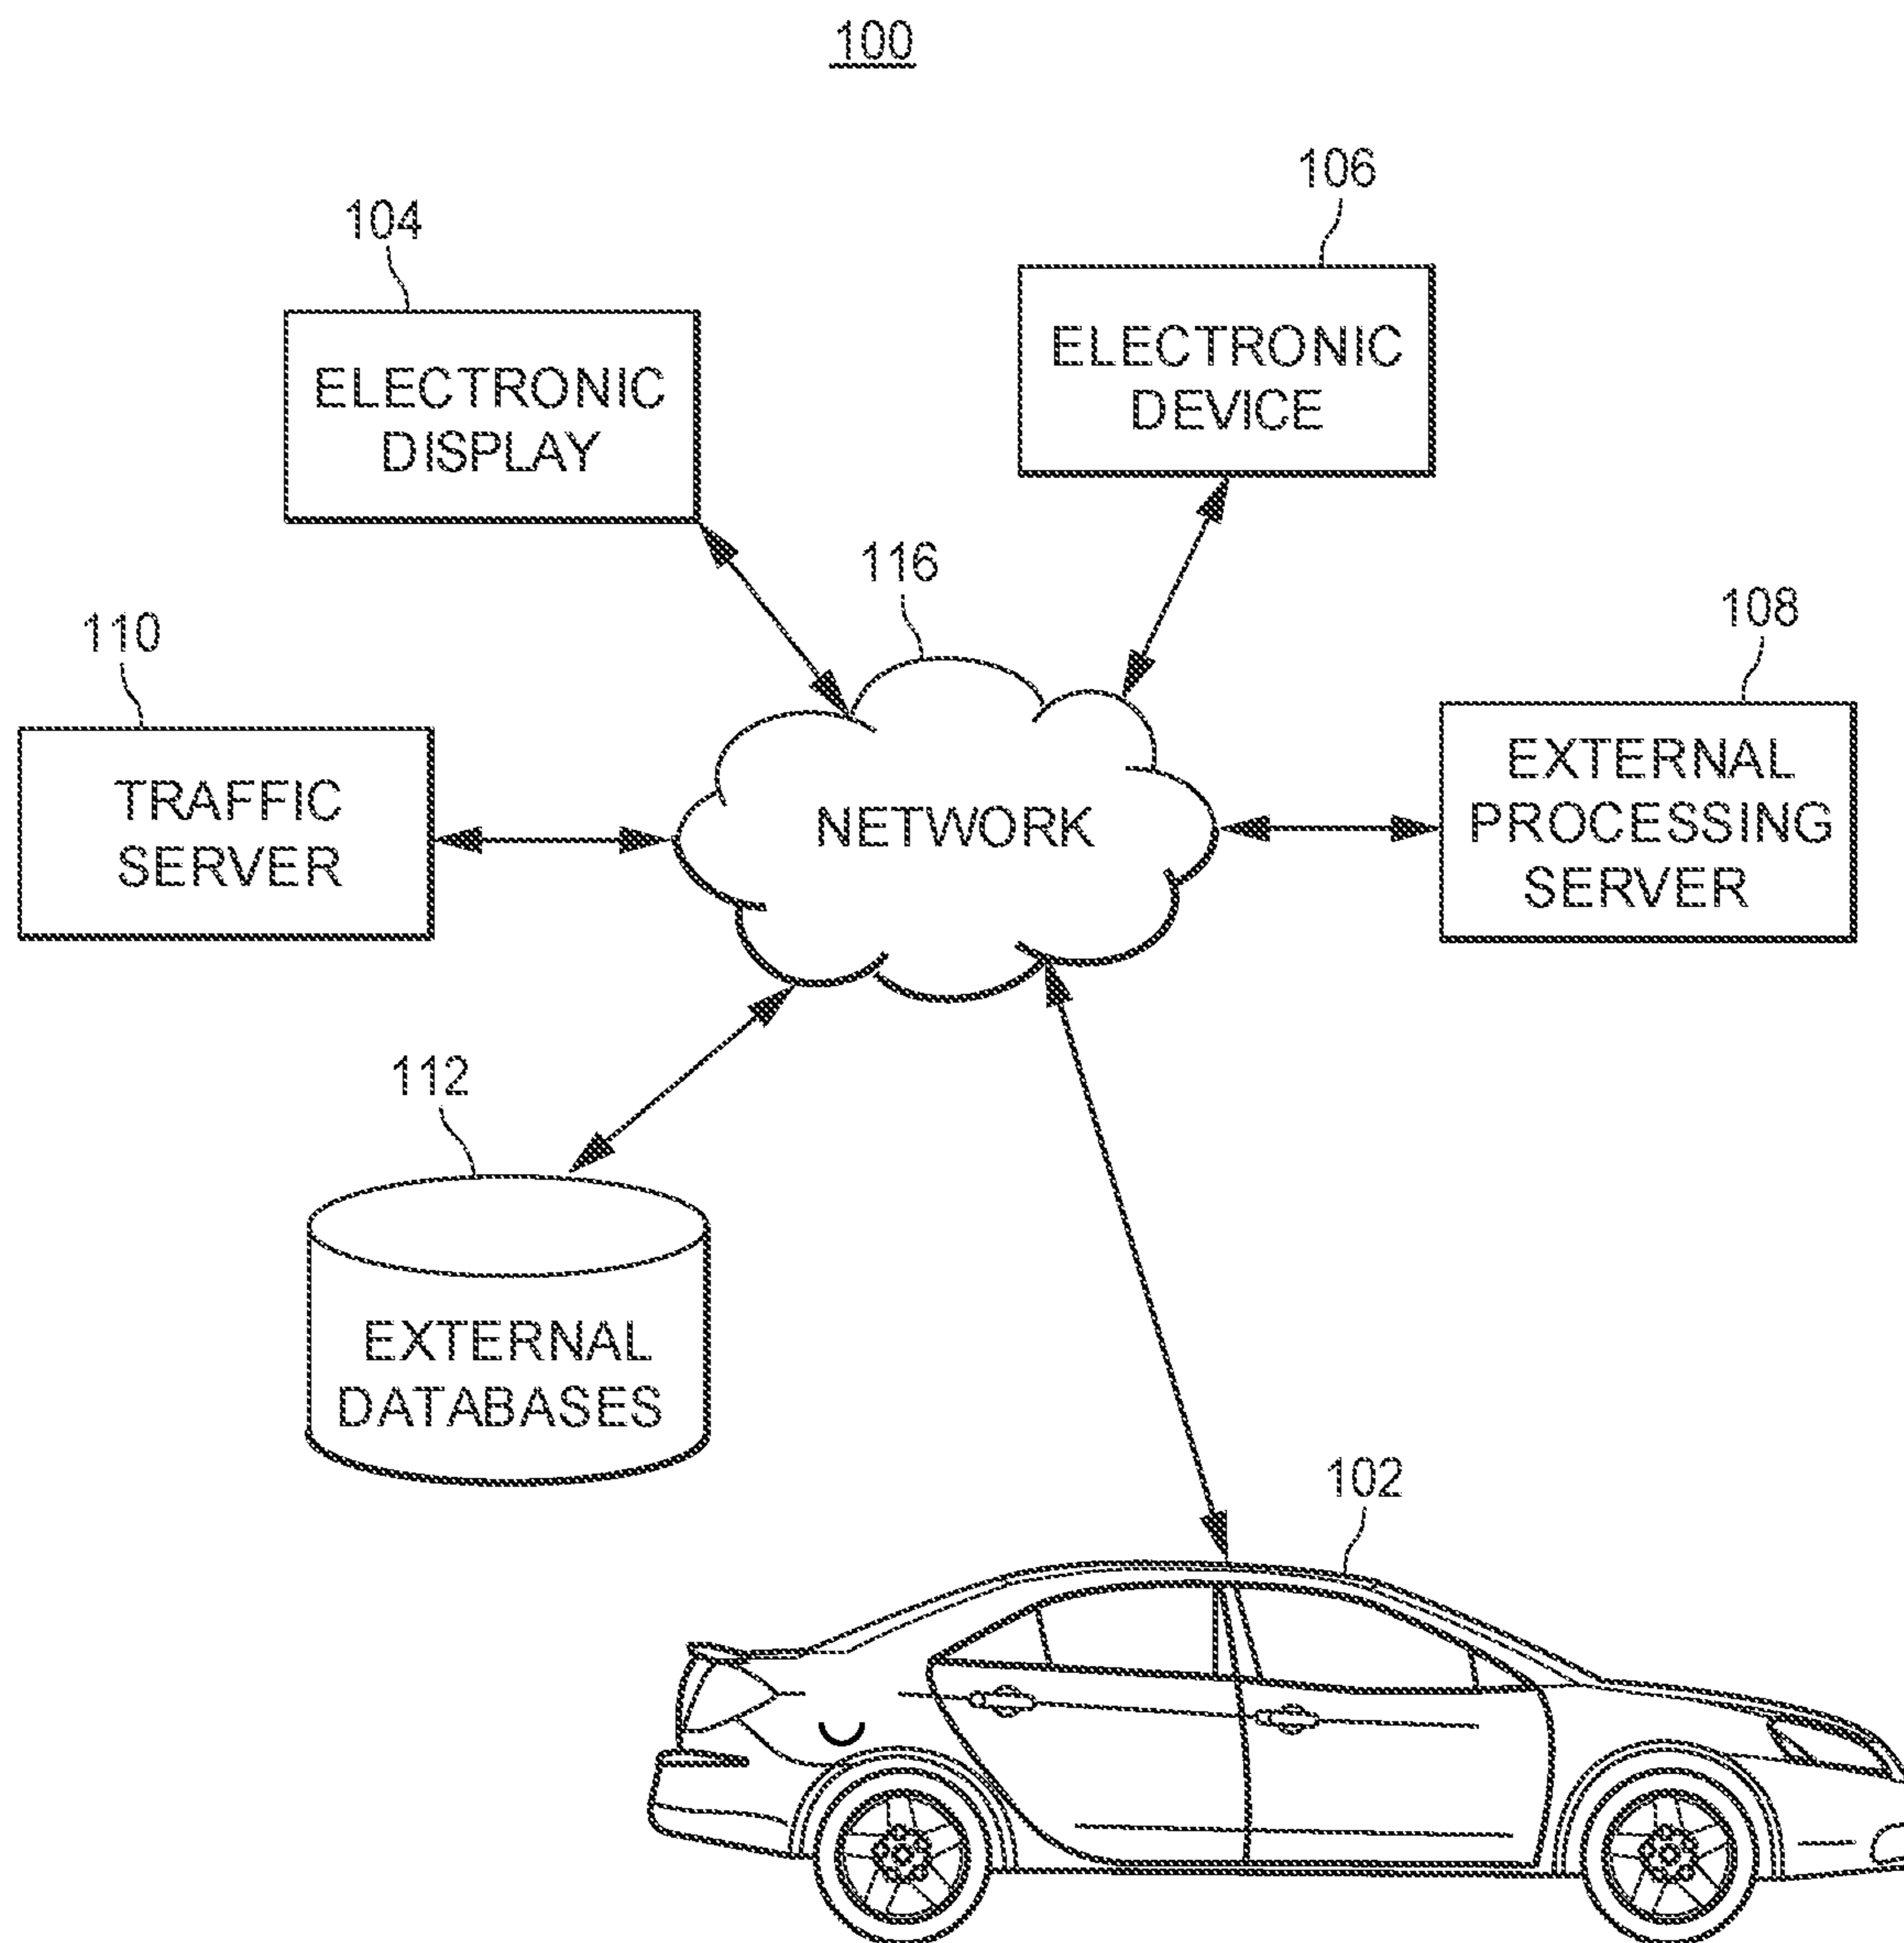 100
106
104
ELECTRONIC
DEVICE
ELECTRONIC
DISPLAY
116
108
110
EXTERNAL
PROCESSING
SERVER
TRAFFIC
SERVER
NETWORK
112
EXTERNAL
DATABASES
102